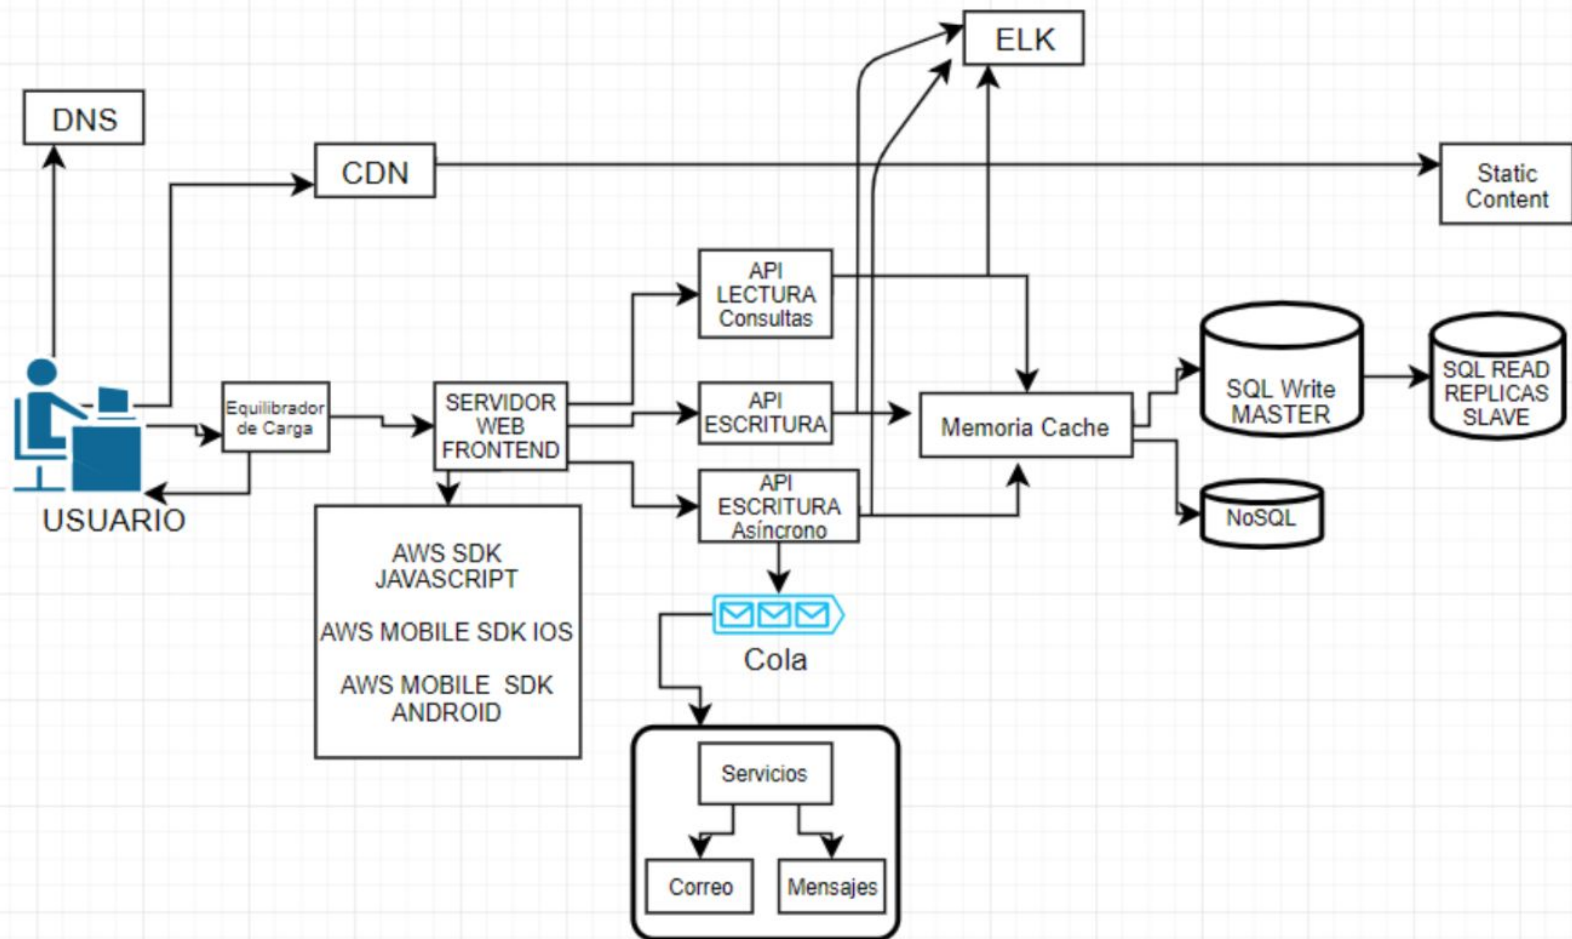 ELK
DNS
CDN
Static
Content
API
LECTURA
Consultas
Equilibrador
de Carga
SERVIDOR
WEB
FRONTEND
API
ESCRITURA
Memoria Cache
SQL Write
MASTER
SQL READ
REPLICAS
SLAVE
API
ESCRITURA
Asíncrono
NoSQL
USUARIO
AWS SDK
JAVASCRIPT
AWS MOBILE SDK IOS
AWS MOBILE SDK
ANDROID
Cola
Servicios
Correo
Mensajes